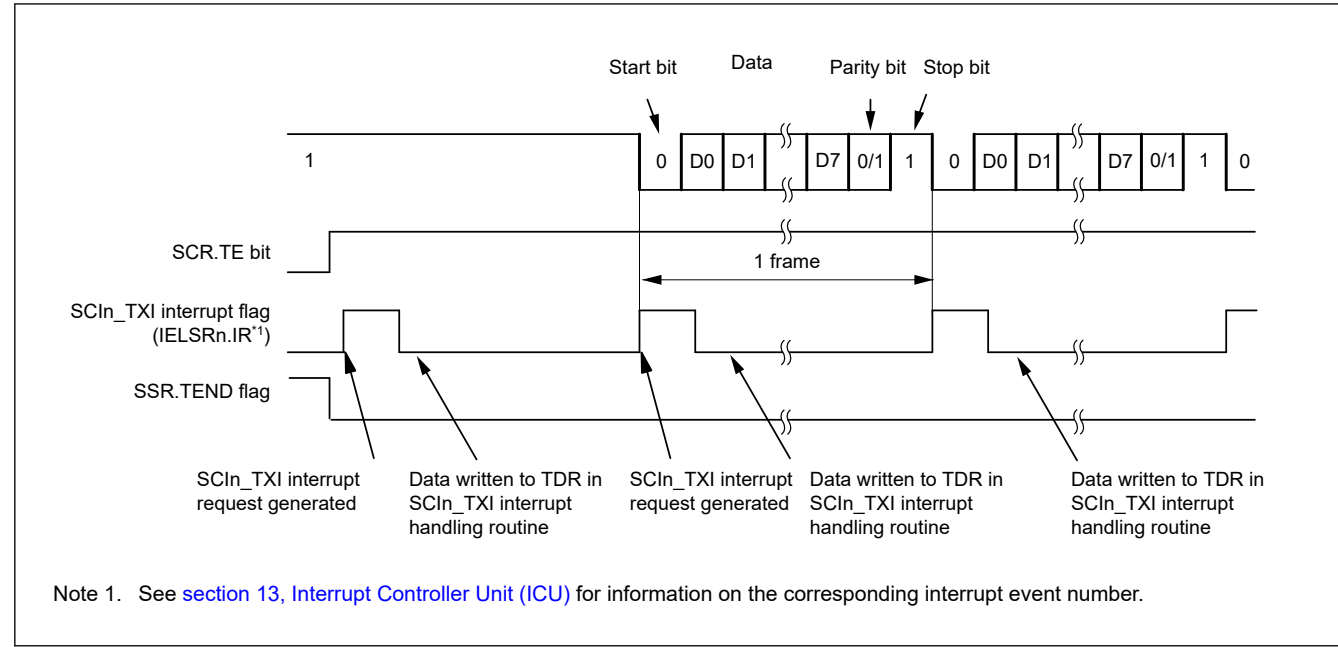 Start bit Data Parity bit Stop bit
1 0 D0 D1 D7 0/1 1 0 D0 D1 D7 0/1 1 0
SCR.TE bit
1 frame
SCIn_TXI interrupt flag
(IELSRn.IR*1)
SSR.TEND flag
SCIn_TXI interrupt
request generated
Data written to TDR in
SCIn_TXI interrupt
handling routine
SCIn_TXI interrupt
request generated
Data written to TDR in
SCIn_TXI interrupt
handling routine
Data written to TDR in
SCIn_TXI interrupt
handling routine
Note 1. See section 13, Interrupt Controller Unit (ICU) for information on the corresponding interrupt event number.